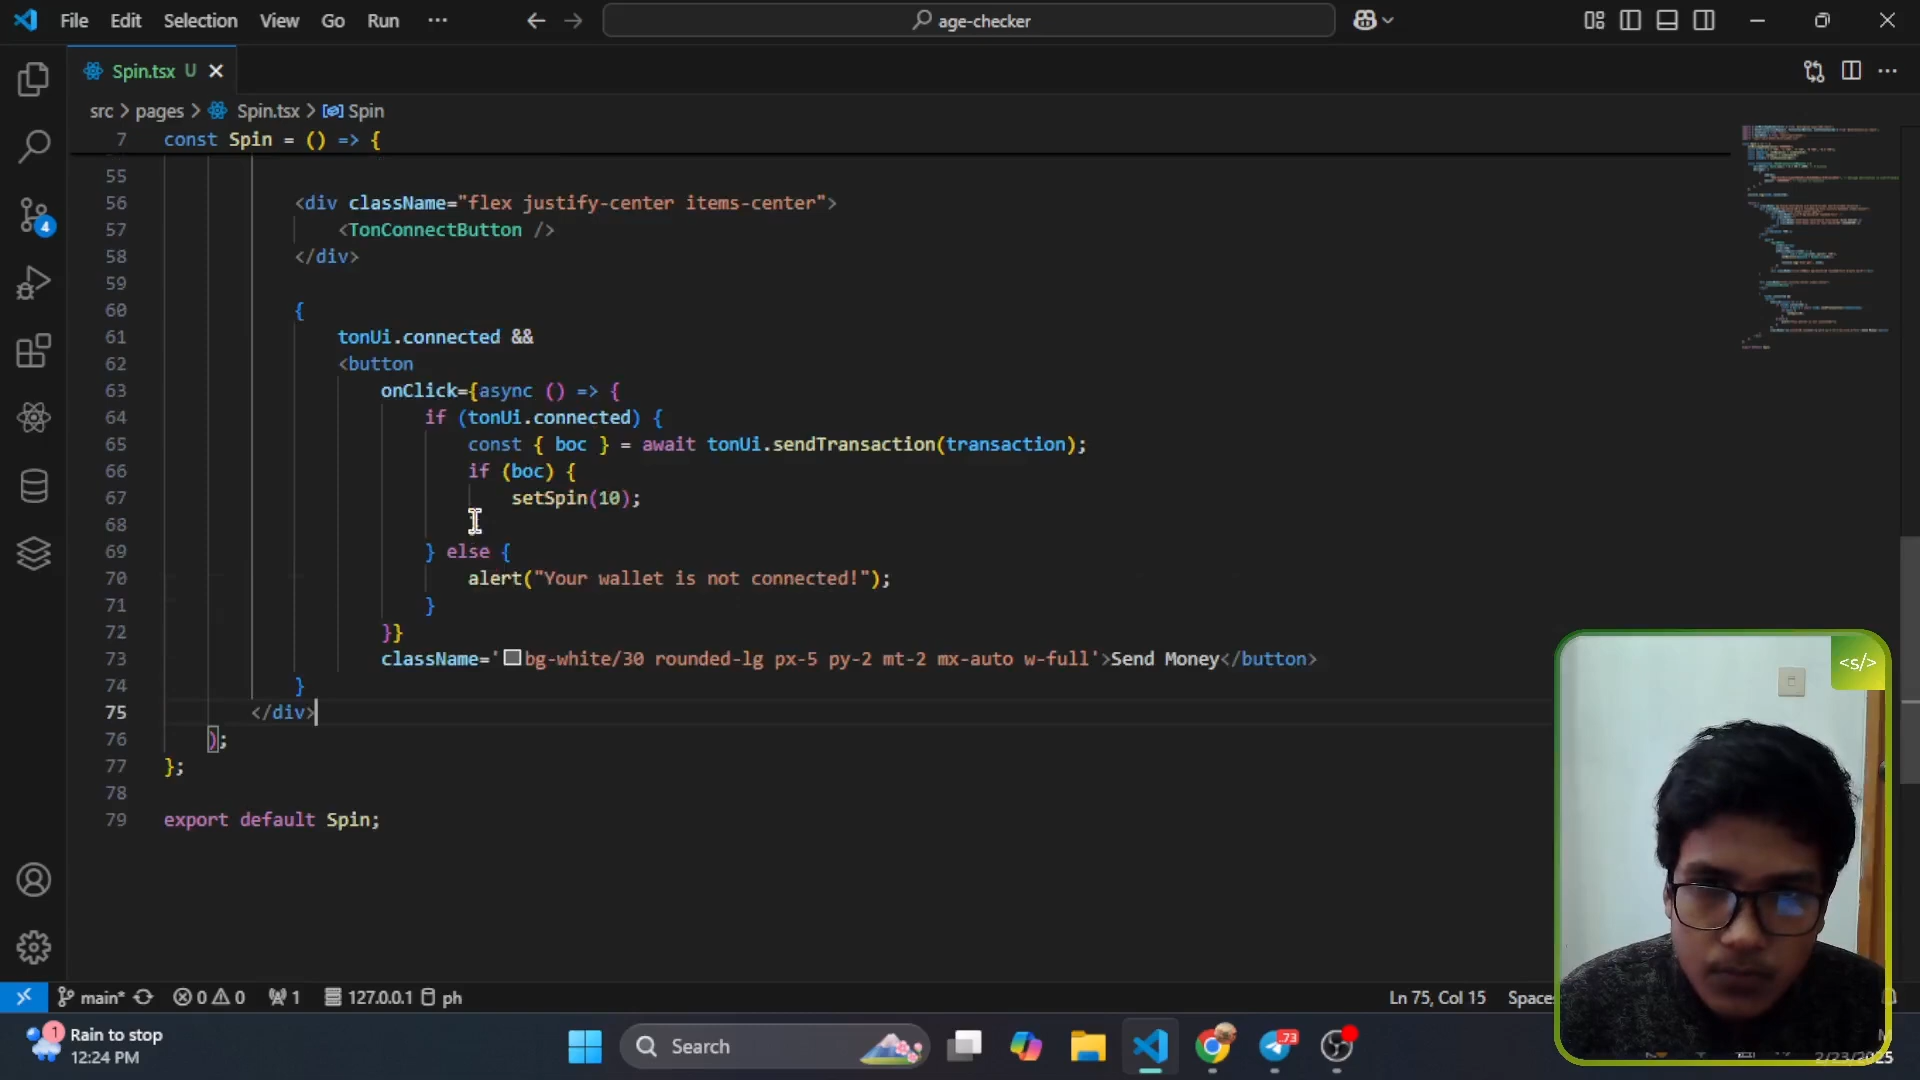 File Edit Selection View Go Run ··· age-checker
Spin.tsx U
src > pages > Spin.tsx > Spin
7 const Spin = () => {
55
56 <div className="flex justify-center items-center">
57 <TonConnectButton />
58 </div>
59
60 {
61 tonUi.connected &&
62 <button
63 onClick={async () => {
64 if (tonUi.connected) {
65 const { boc } = await tonUi.sendTransaction(transaction);
66 if (boc) {
67 setSpin(10);
68
69 } else {
70 alert("Your wallet is not connected!");
71 }
72 }}
73 className='bg-white/30 rounded-lg px-5 py-2 mt-2 mx-auto w-full'>Send Money</button>
74 }
75 </div>
76 );
77 };
78
79 export default Spin;
4
<s/>
main* 0 0 1 127.0.0.1 ph Ln 75, Col 15
1 Rain to stop
12:24 PM
Search
73